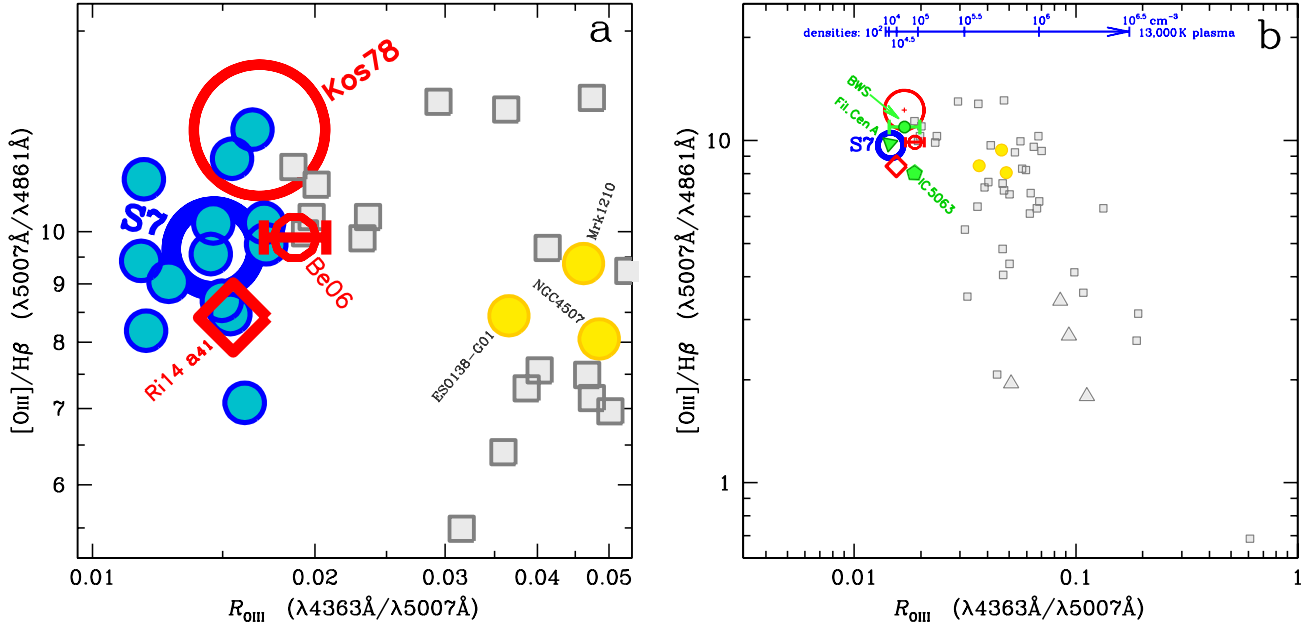 a
Kos78
S7
Be06
Ri14 a41
Mrk1210
NGC4507
ESO138-G01
10
9
8
7
6
0.01
0.02
0.03
0.04
0.05
[OIII]/Hβ (λ5007Å/λ4861Å)
R_OIII (λ4363Å/λ5007Å)
b
10^4 10^5 10^5.5 10^6 10^6.5 cm^-3
densities: 10^2 13,000K plasma
10^4.5
BWS
Fil. Cen A
S7
IC5063
10
1
0.01
0.1
1
[OIII]/Hβ (λ5007Å/λ4861Å)
R_OIII (λ4363Å/λ5007Å)